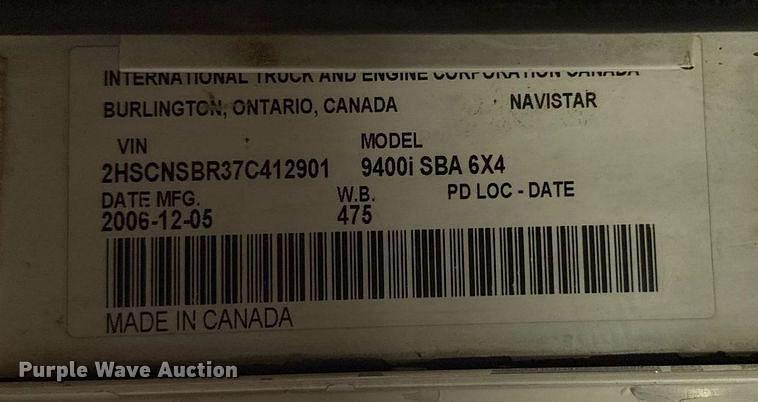 INTERNATIONAL TRUCK AND ENGINE CORPORATION CANADA
BURLINGTON, ONTARIO, CANADA NAVISTAR
VIN MODEL
2HSCNSBR37C412901 9400i SBA 6X4
DATE MFG. W.B. PD LOC - DATE
2006-12-05 475
MADE IN CANADA
Purple Wave Auction